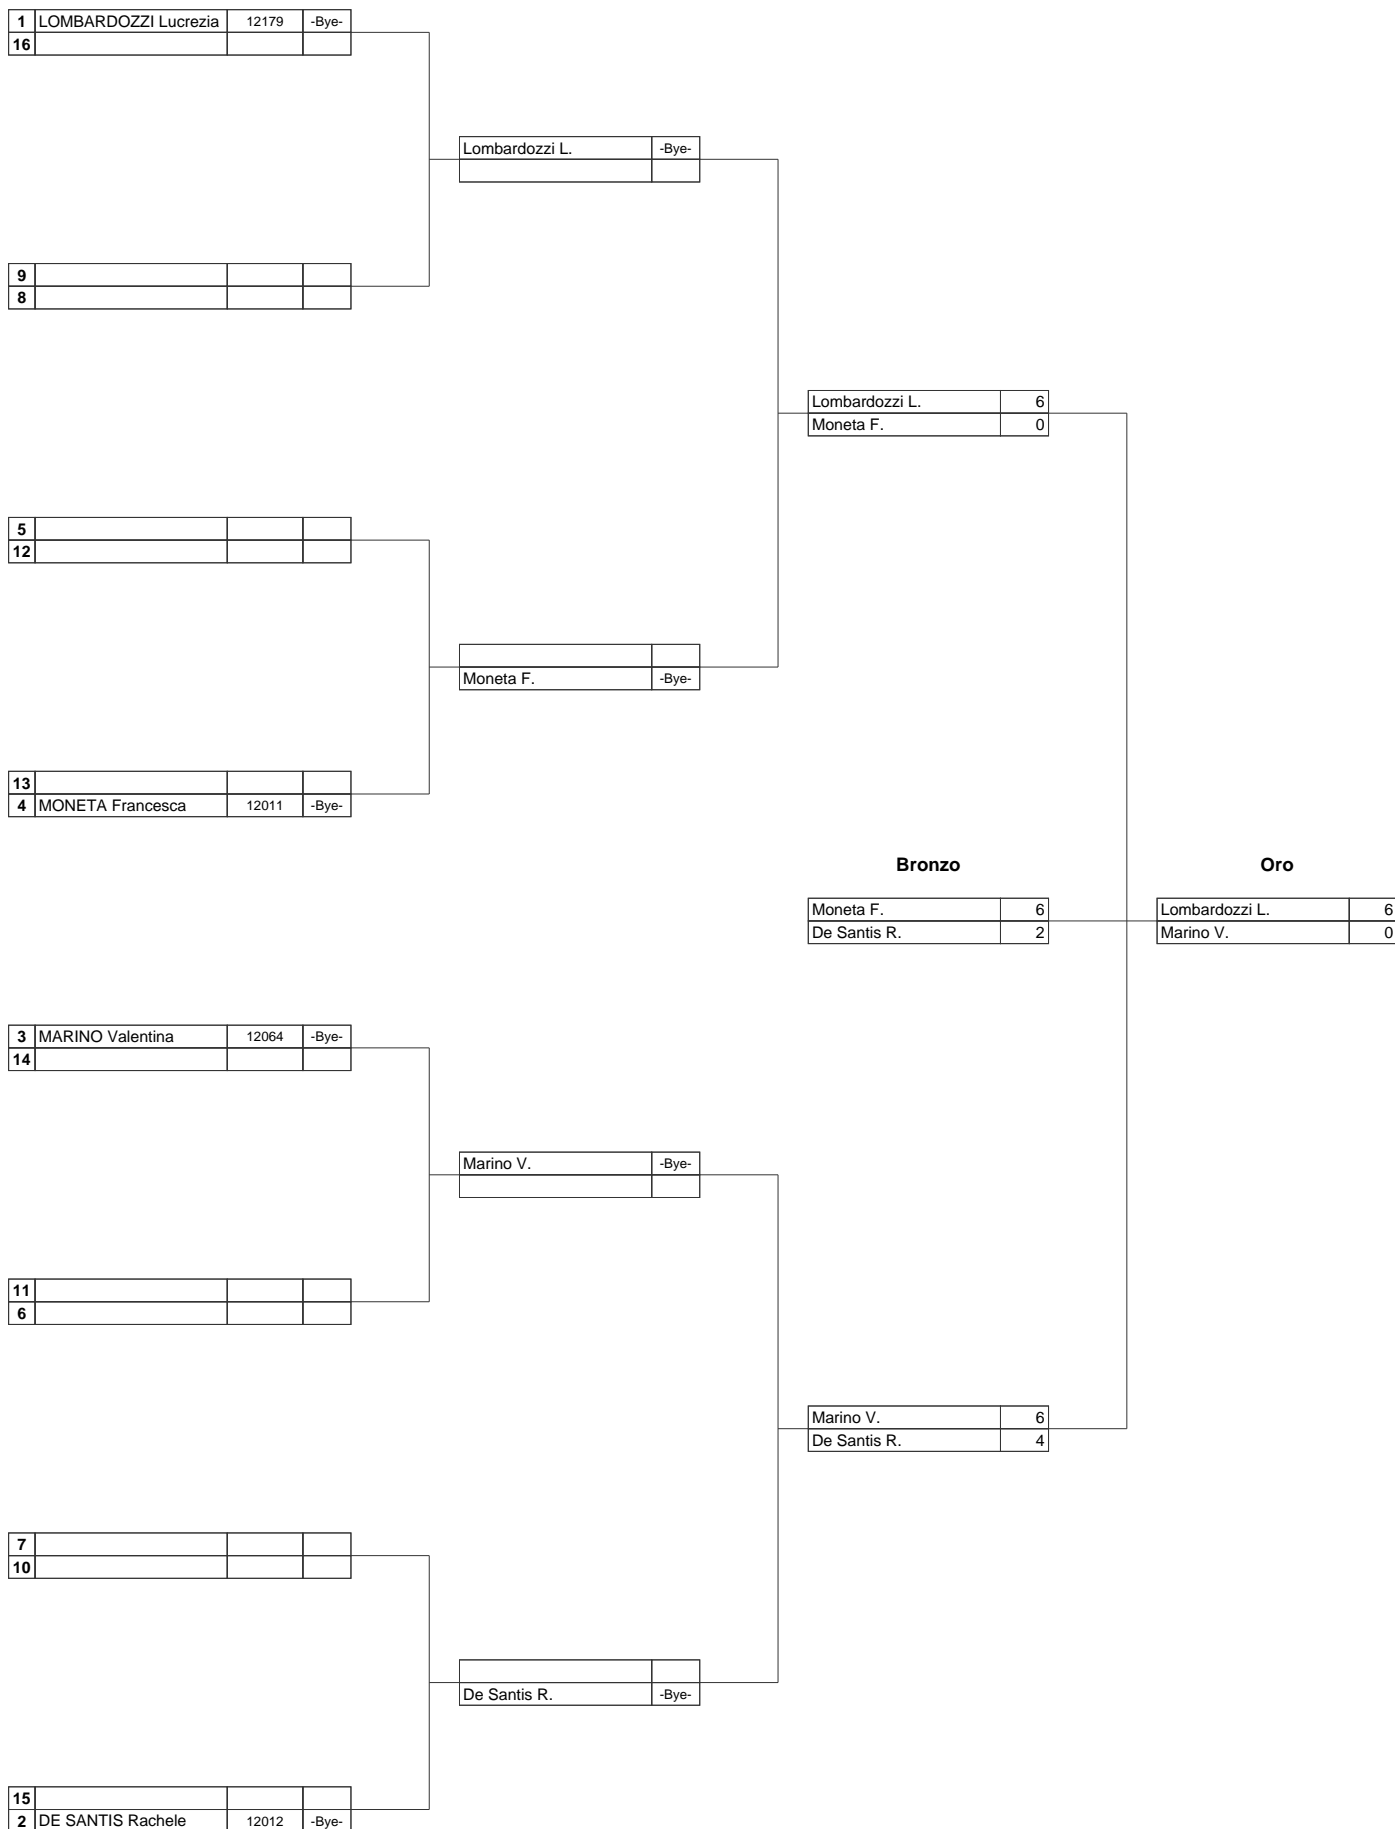 1 LOMBARDOZZI Lucrezia 12179 -Bye-
16
Lombardozzi L. -Bye-
9
8
Lombardozzi L. 6
Moneta F. 0
5
12
Moneta F. -Bye-
13
4 MONETA Francesca 12011 -Bye-
Bronzo Oro
Moneta F. 6 Lombardozzi L. 6
De Santis R. 2 Marino V. 0
3 MARINO Valentina 12064 -Bye-
14
Marino V. -Bye-
11
6
Marino V. 6
De Santis R. 4
7
10
De Santis R. -Bye-
15
2 DE SANTIS Rachele 12012 -Bye-